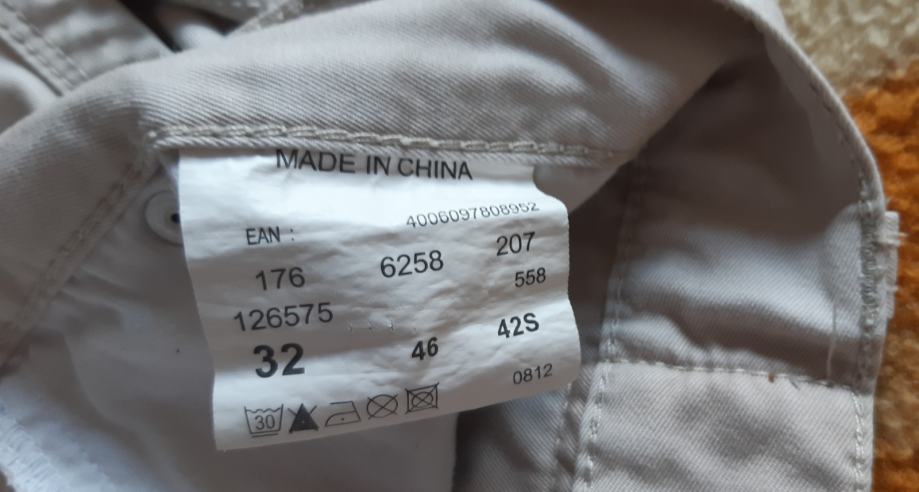 MADE IN CHINA
EAN : 4006097808952
176 6258 207
126575 558
32 46 42S
0812
30